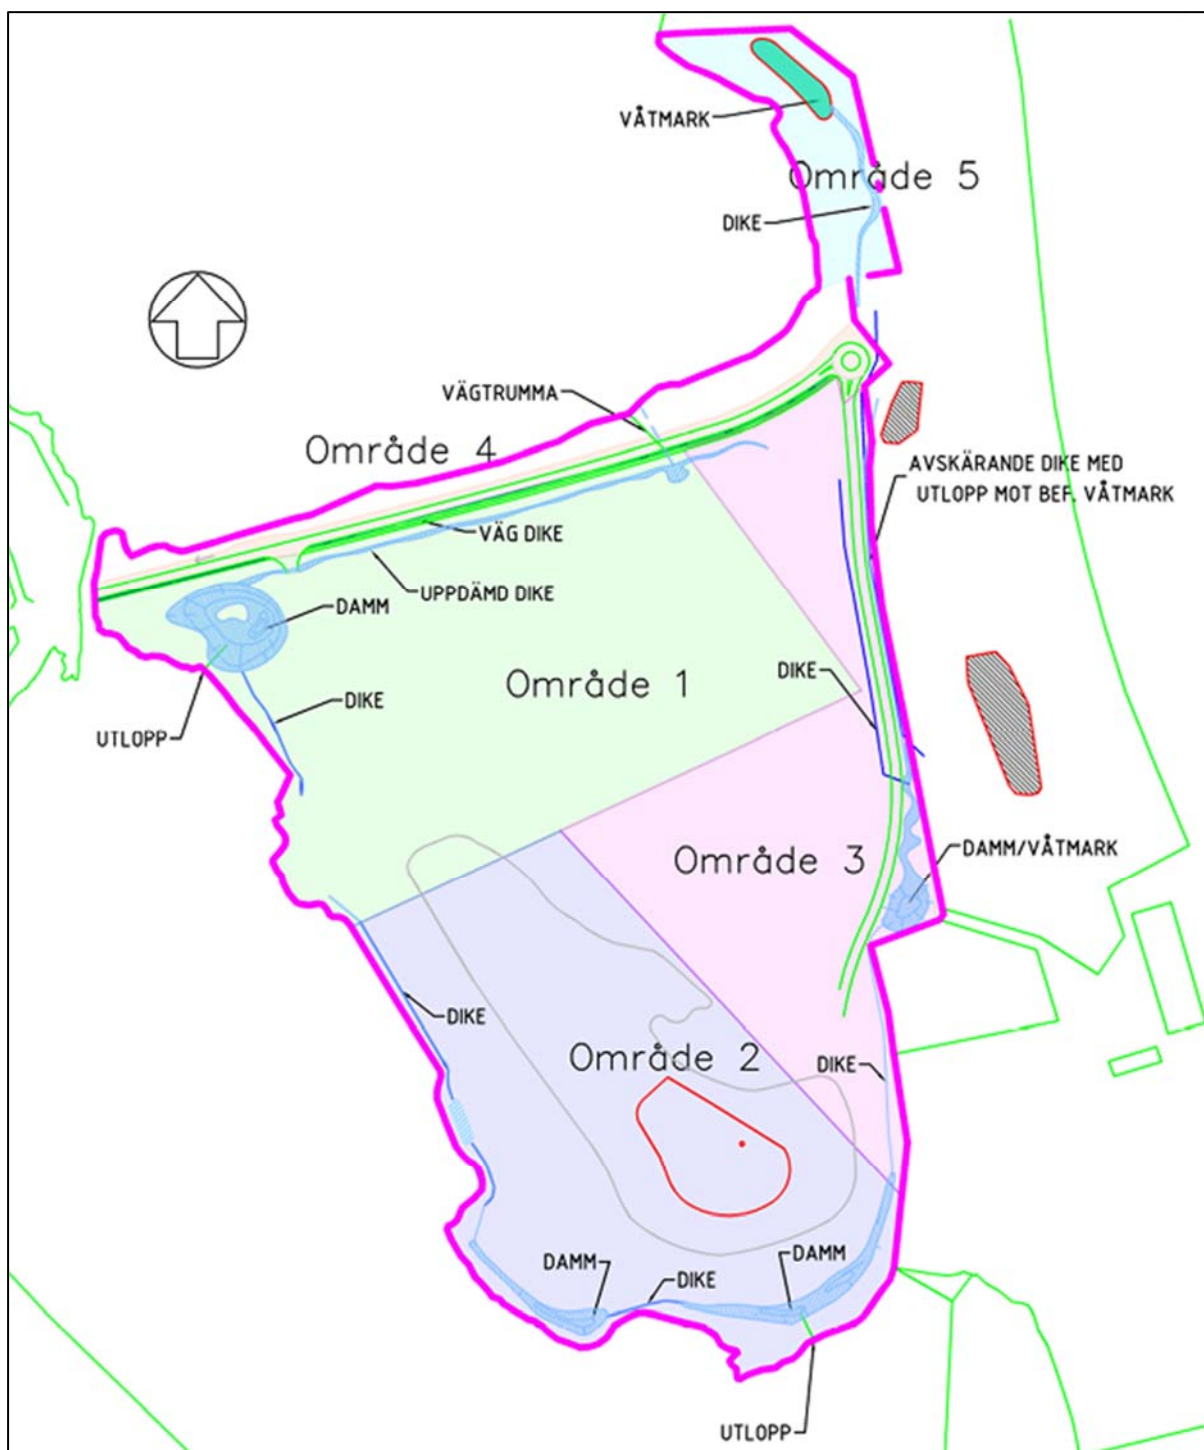 VÅTMARK
Område 5
DIKE
VÄGTRUMMA
Område 4
AVSKÄRANDE DIKE MED
UTLOPP MOT BEF. VÅTMARK
VÄG DIKE
UPPDÄMD DIKE
DAMM
Område 1
DIKE
DIKE
UTLOPP
DAMM/VÅTMARK
Område 3
DIKE
Område 2
DIKE
DAMM
DIKE
DAMM
UTLOPP